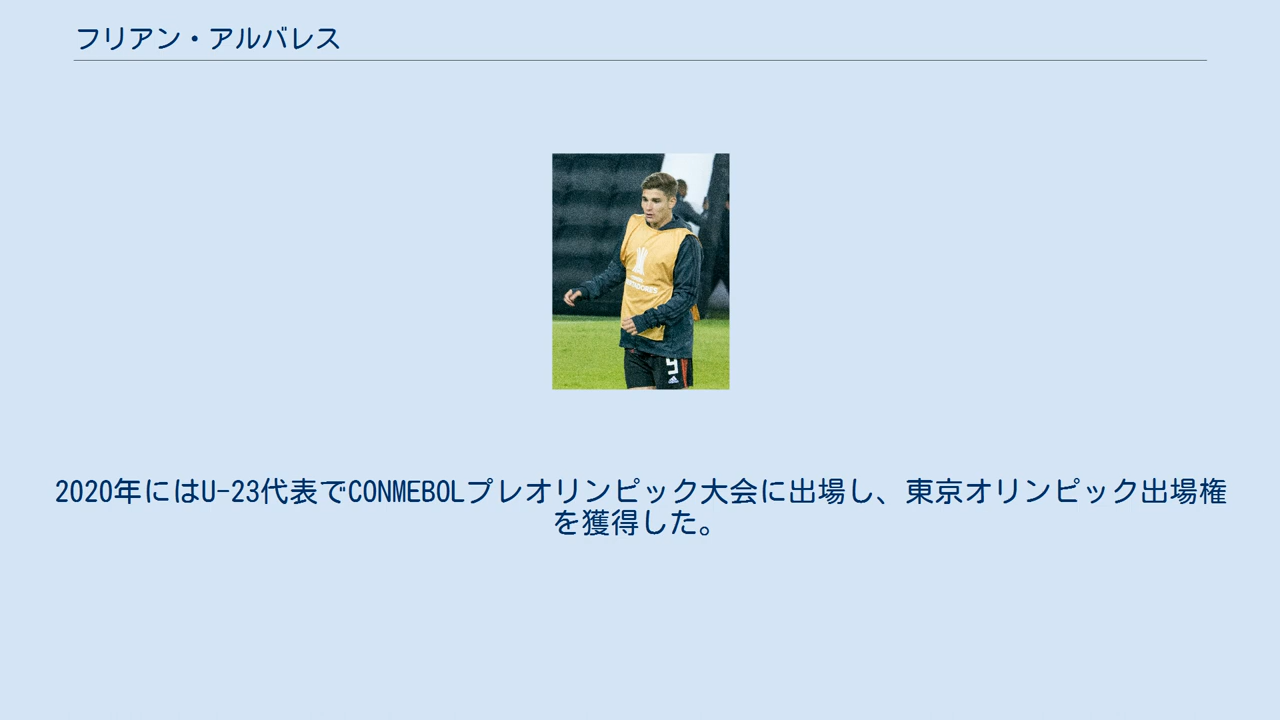 フリアン・アルバレス
9
2020年にはU-23代表でCONMEBOLプレオリンピック大会に出場し、東京オリンピック出場権
を獲得した。